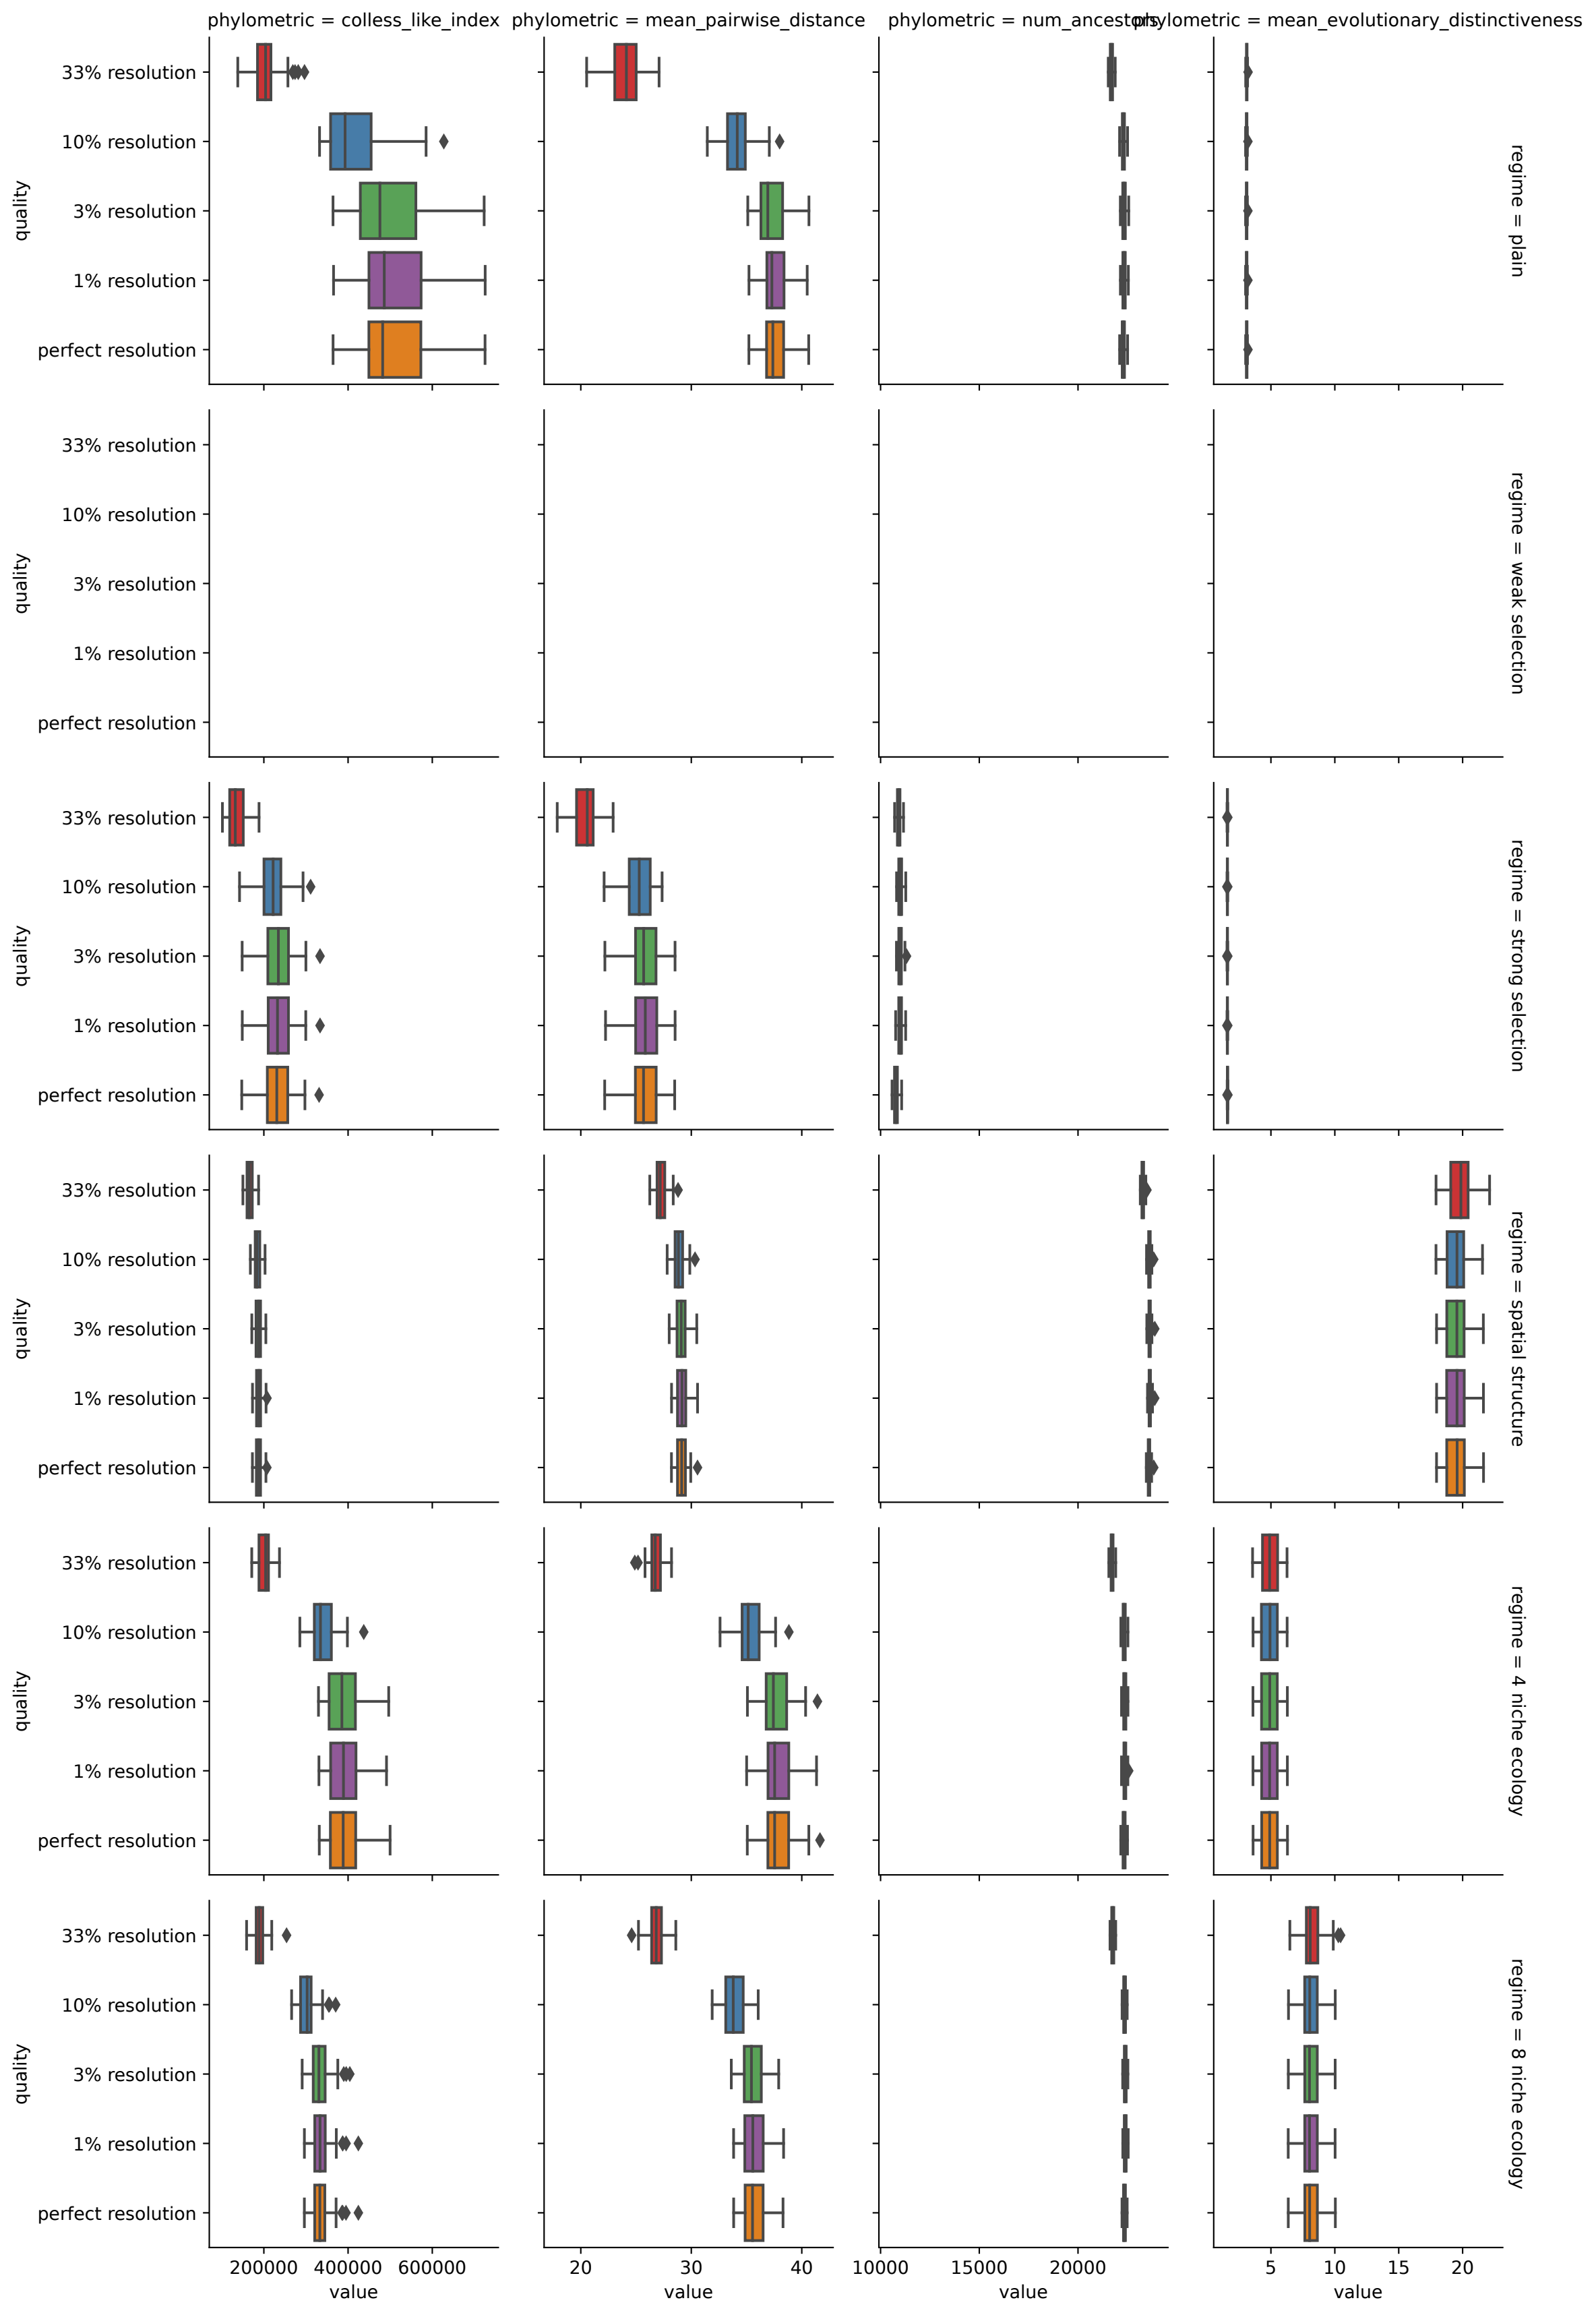 phylometric = colless_like_index
phylometric = mean_pairwise_distance
phylometric = num_ancestors
phylometric = mean_evolutionary_distinctiveness
33% resolution
10% resolution
3% resolution
1% resolution
perfect resolution
quality
regime = plain
33% resolution
10% resolution
3% resolution
1% resolution
perfect resolution
quality
regime = weak selection
33% resolution
10% resolution
3% resolution
1% resolution
perfect resolution
quality
regime = strong selection
33% resolution
10% resolution
3% resolution
1% resolution
perfect resolution
quality
regime = spatial structure
33% resolution
10% resolution
3% resolution
1% resolution
perfect resolution
quality
regime = 4 niche ecology
33% resolution
10% resolution
3% resolution
1% resolution
perfect resolution
quality
regime = 8 niche ecology
200000 400000 600000
value
20 30 40
value
10000 15000 20000
value
5 10 15 20
value